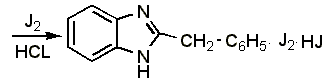 J₂
HCL
N
CH₂- C₆H₅· J₂· HJ
N
H